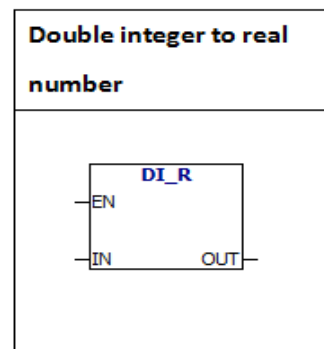 Double integer to real
number
DI_R
EN
IN OUT